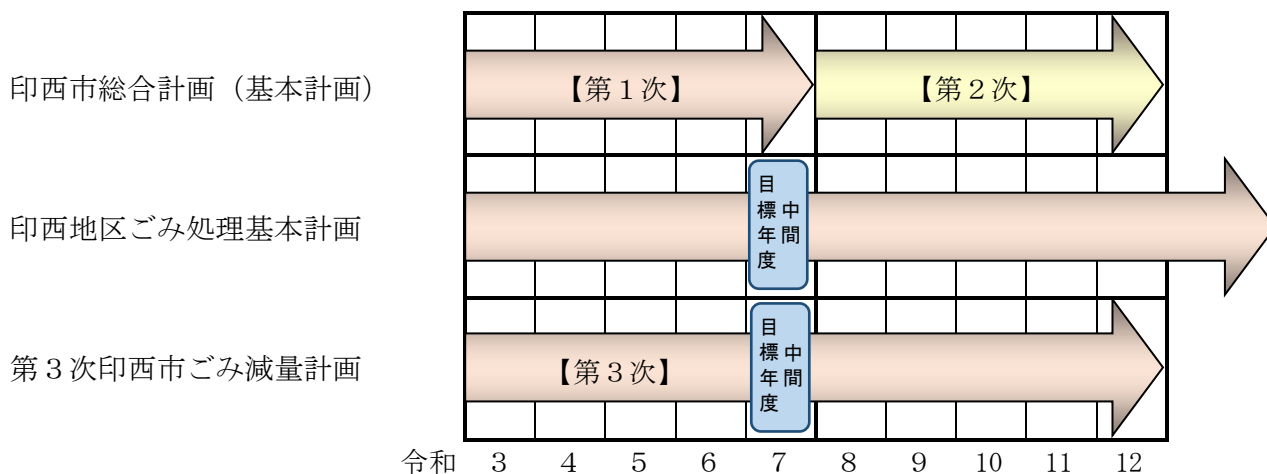 印西市総合計画（基本計画）
【第１次】
【第２次】
印西地区ごみ処理基本計画
中間
目標年度
第３次印西市ごみ減量計画
【第３次】
中間
目標年度
令和 3 4 5 6 7 8 9 10 11 12